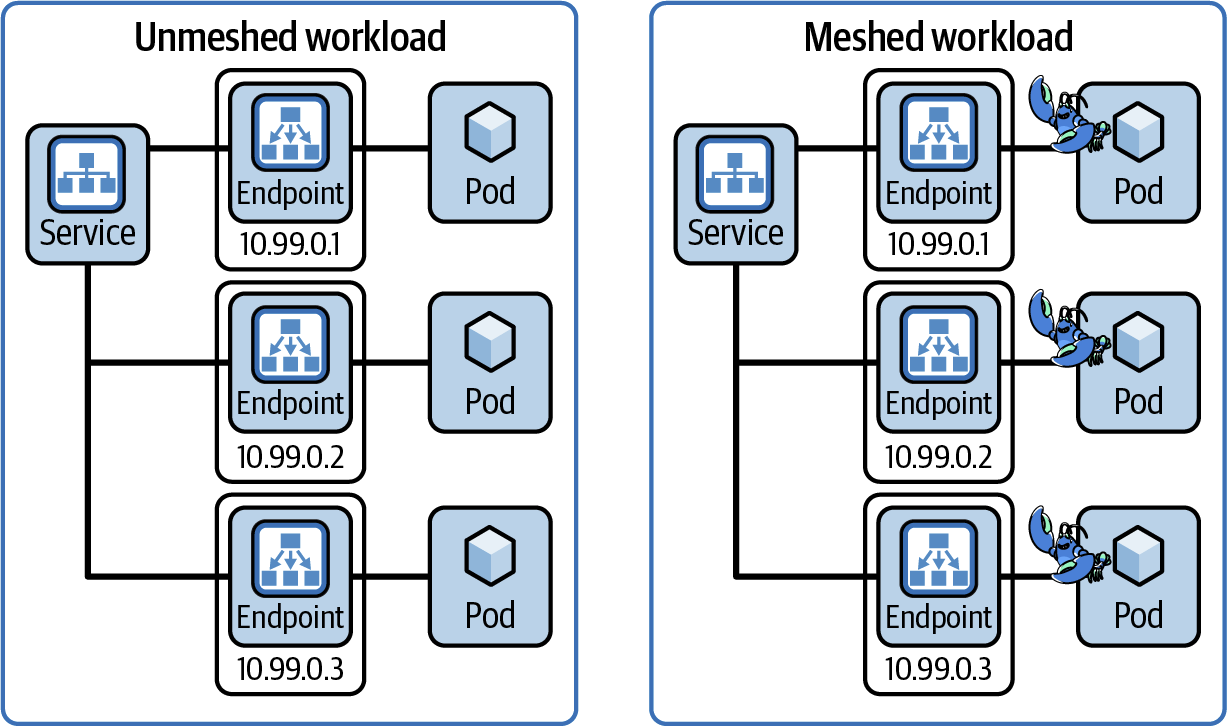 Unmeshed workload
Service
Endpoint
10.99.0.1
Pod
Endpoint
10.99.0.2
Pod
Endpoint
10.99.0.3
Pod
Meshed workload
Service
Endpoint
10.99.0.1
Pod
Endpoint
10.99.0.2
Pod
Endpoint
10.99.0.3
Pod